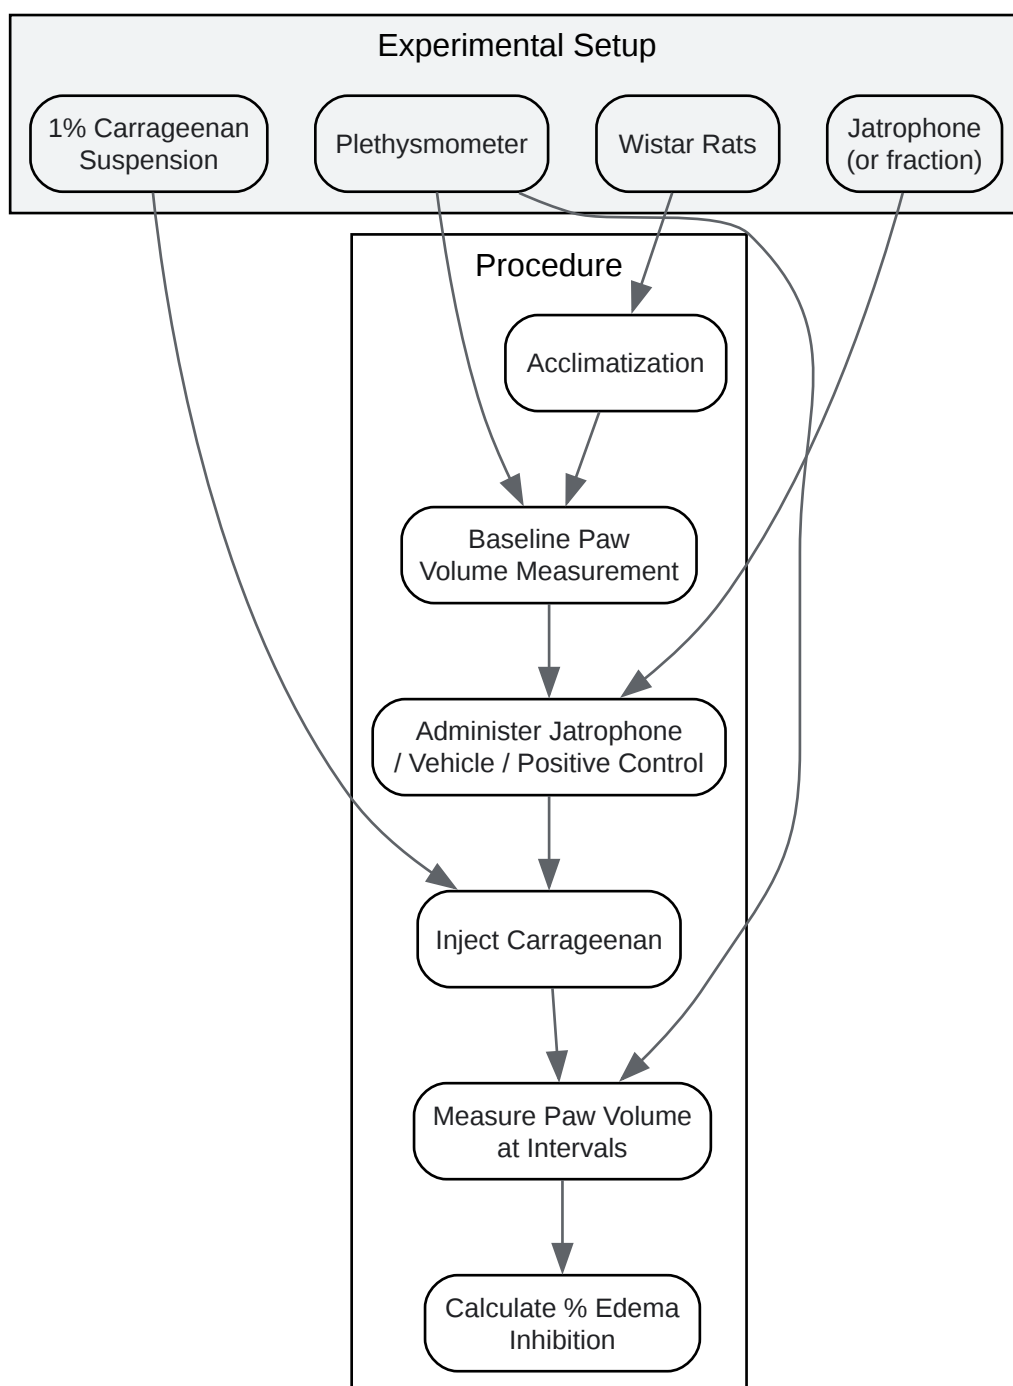 Experimental Setup
1% Carrageenan
Suspension
Plethysmometer
Wistar Rats
Jatrophone
(or fraction)
Procedure
Acclimatization
Baseline Paw
Volume Measurement
Administer Jatrophone
/ Vehicle / Positive Control
Inject Carrageenan
Measure Paw Volume
at Intervals
Calculate % Edema
Inhibition